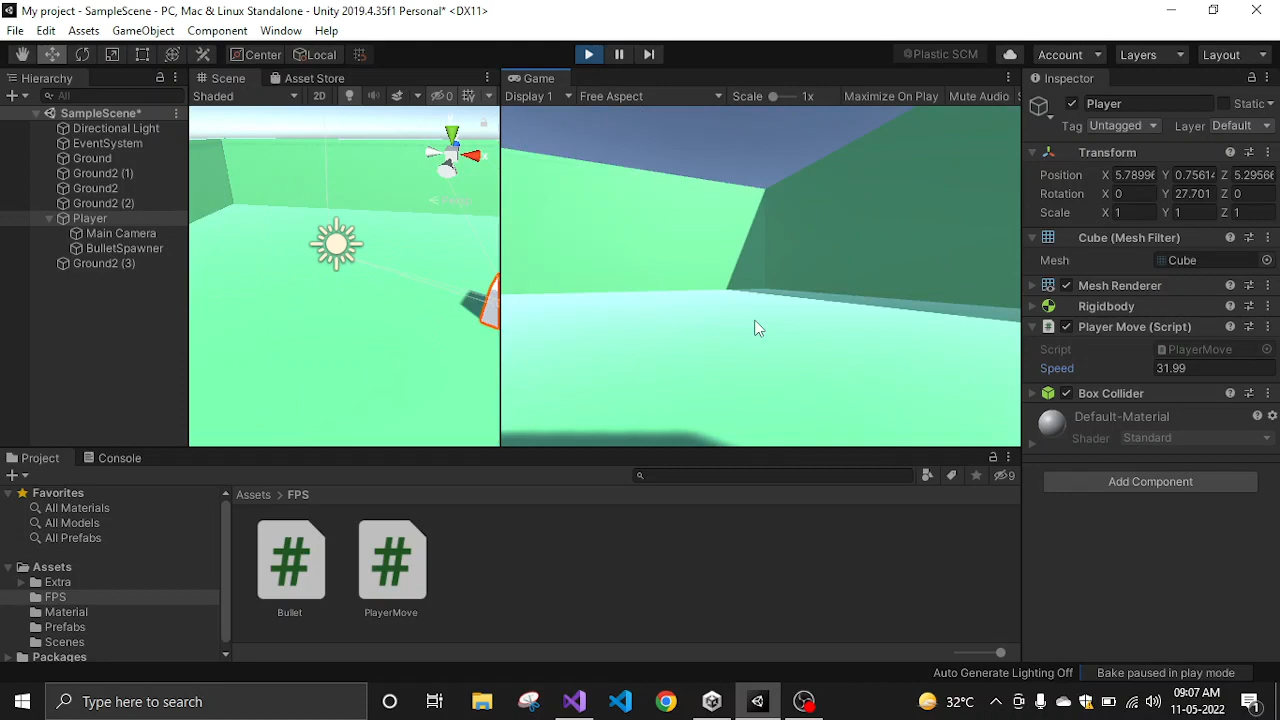 My project - SampleScene - PC, Mac & Linux Standalone - Unity 2019.4.35f1 Personal* <DX11>
File Edit Assets GameObject Component Window Help
Center Local Plastic SCM Account Layers Layout
Hierarchy Scene Asset Store Game Inspector
All Shaded 2D 0 Display 1 Free Aspect Scale 1x Maximize On Play Mute Audio S
SampleScene*
Directional Light
EventSystem
Ground
Ground2 (1)
Ground2
Ground2 (2)
Player
Main Camera
BulletSpawner
Ground2 (3)
y
x
Persp
Player Static
Tag Untagged Layer Default
Transform
Position X 5.78996 Y 0.75614 Z 5.29566
Rotation X 0 Y 27.701 Z 0
Scale X 1 Y 1 Z 1
Cube (Mesh Filter)
Mesh Cube
Mesh Renderer
Rigidbody
Player Move (Script)
Script PlayerMove
Speed 31.99
Box Collider
Default-Material
Shader Standard
Add Component
Project Console
9
Favorites
All Materials
All Models
All Prefabs
Assets
Extra
FPS
Material
Prefabs
Scenes
Packages
Assets > FPS
Bullet PlayerMove
Auto Generate Lighting Off Bake paused in play mode
Type here to search
32°C
09:07 AM
11-05-2022
1